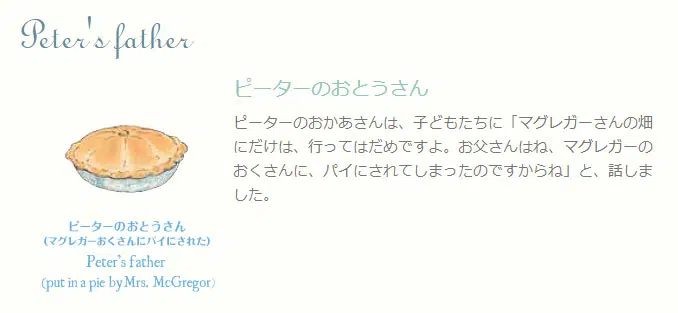 Peter's father
ピーターのおとうさん
ピーターのおかあさんは、子どもたちに「マグレガーさんの畑
にだけは、行ってはだめですよ。お父さんはね、マグレガーの
おくさんに、パイにされてしまったのですからね」と、話しま
した。
ピーターのおとうさん
(マグレガーおくさんにパイにされた)
Peter's father
(put in a pie by Mrs. McGregor)